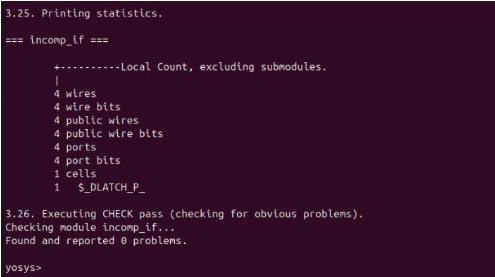 3.25. Printing statistics.
=== incomp_if ===
+----------Local Count, excluding submodules.
|
4 wires
4 wire bits
4 public wires
4 public wire bits
4 ports
4 port bits
1 cells
1   $_DLATCH_P_
3.26. Executing CHECK pass (checking for obvious problems).
Checking module incomp_if...
Found and reported 0 problems.
yosys>